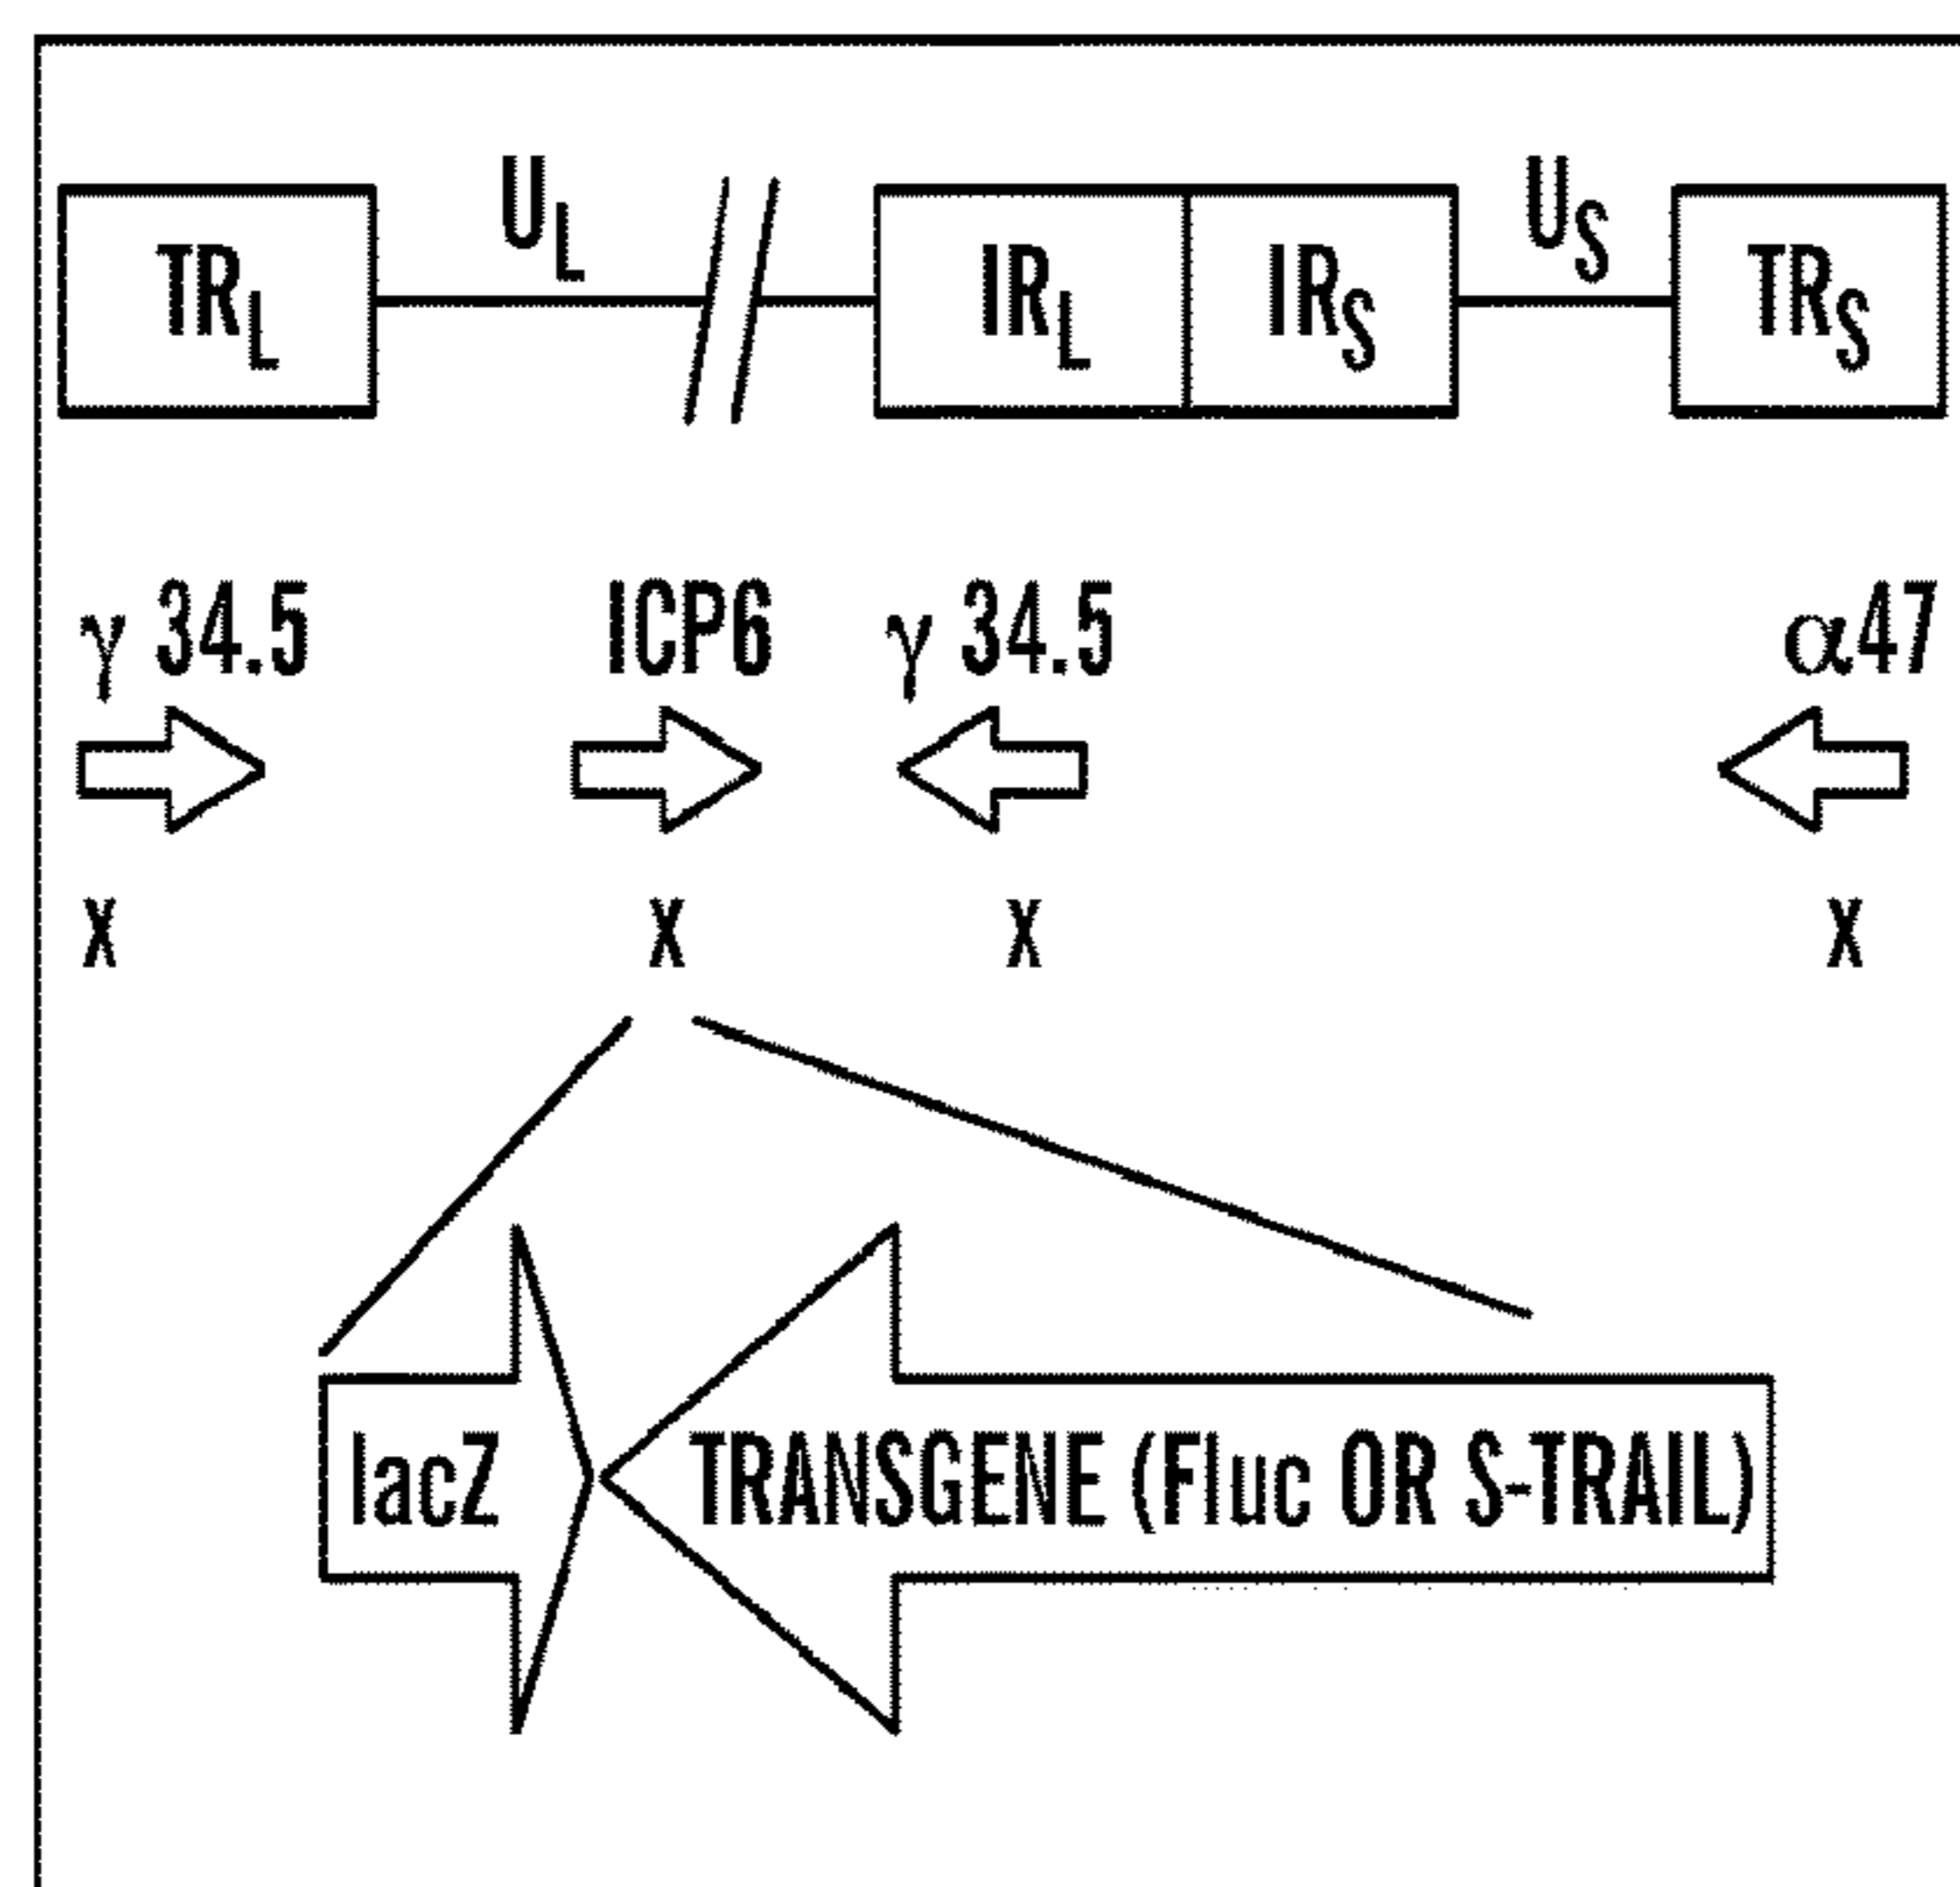 TRL UL IRL IRS US TRS
γ 34.5 ICP6 γ 34.5 α47
x x x x
lacZ TRANSGENE (Fluc OR S-TRAIL)